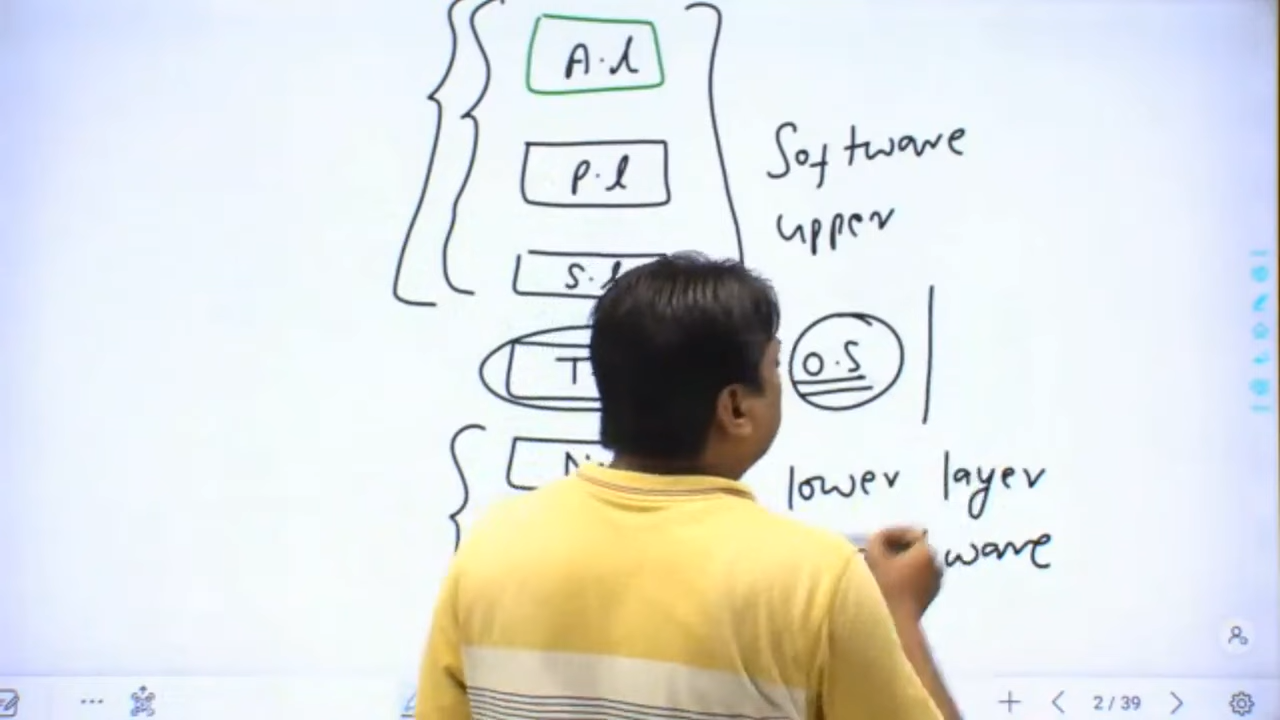 A.l
P.l
Software
upper
S.l
T
O.S
lower layer
ware
2 / 39